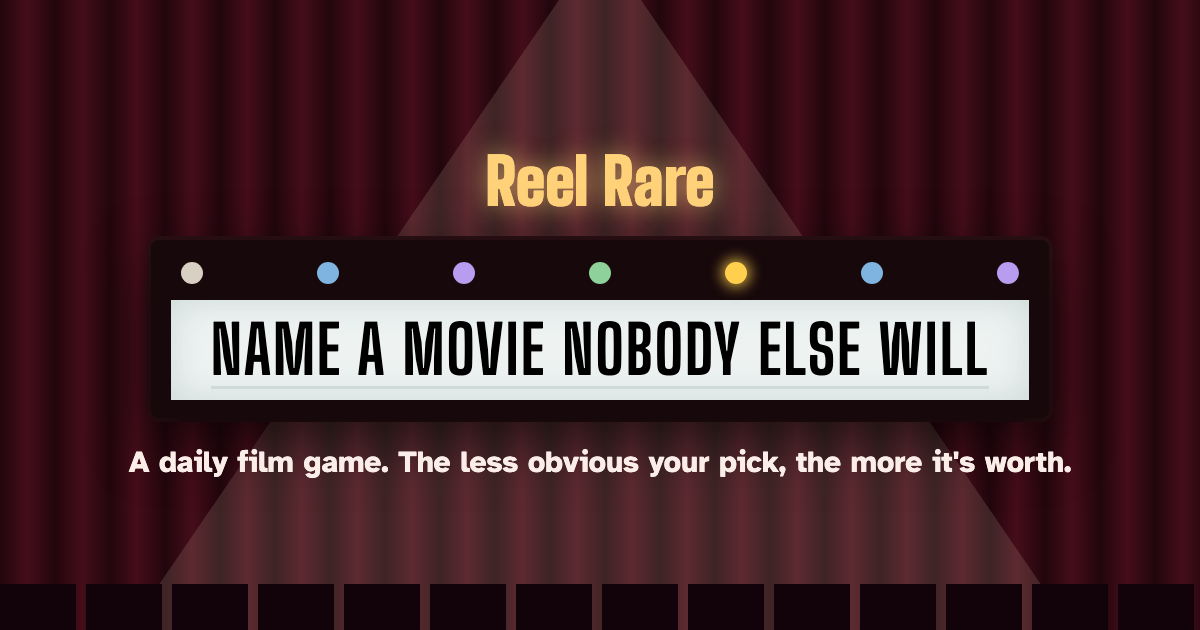 Reel Rare
NAME A MOVIE NOBODY ELSE WILL
A daily film game. The less obvious your pick, the more it's worth.